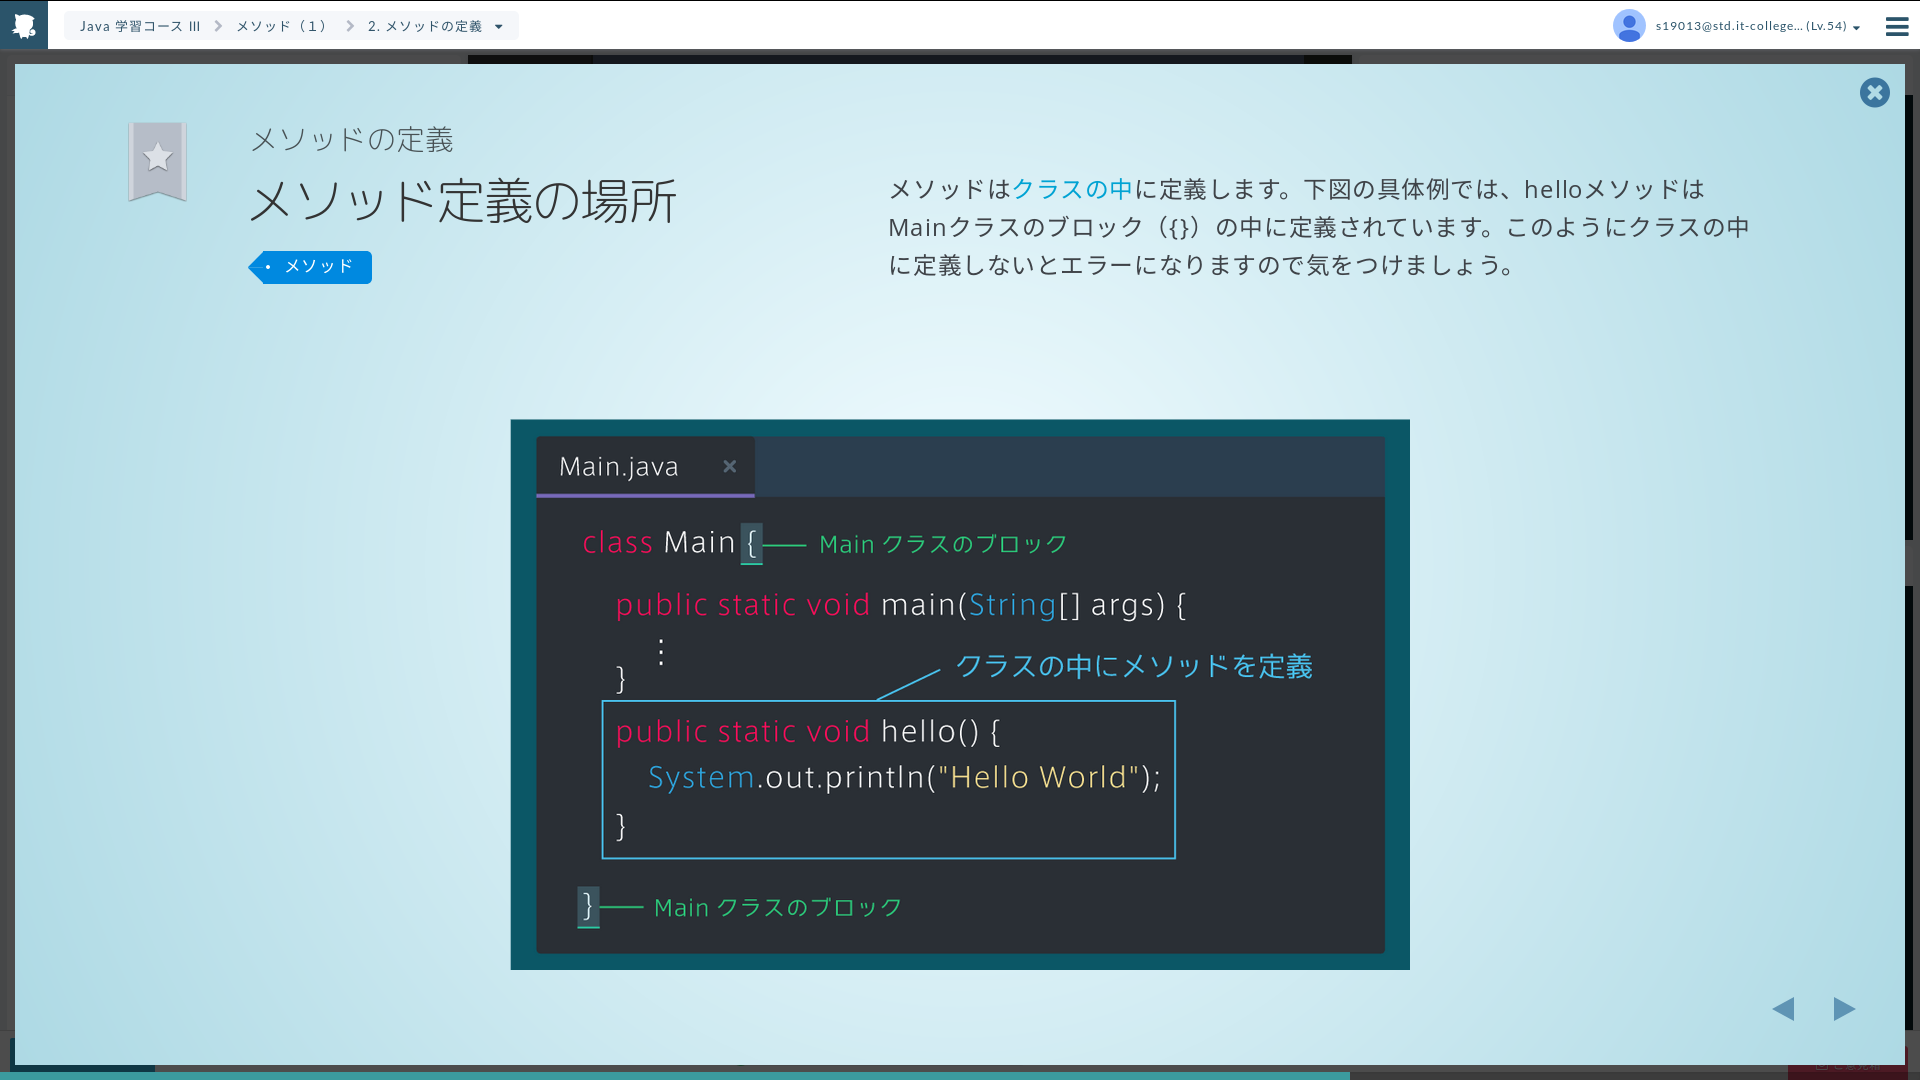 Java 学習コース III
メソッド（１）
2. メソッドの定義
s19013@std.it-college... (Lv.54)
メソッドの定義
メソッド定義の場所
メソッド
メソッドはクラスの中に定義します。下図の具体例では、helloメソッドは
Mainクラスのブロック（{}）の中に定義されています。このようにクラスの中
に定義しないとエラーになりますので気をつけましょう。
Main.java
class Main { Main クラスのブロック
public static void main(String[] args) {
⋮
クラスの中にメソッドを定義
}
public static void hello() {
System.out.println("Hello World");
}
} Main クラスのブロック